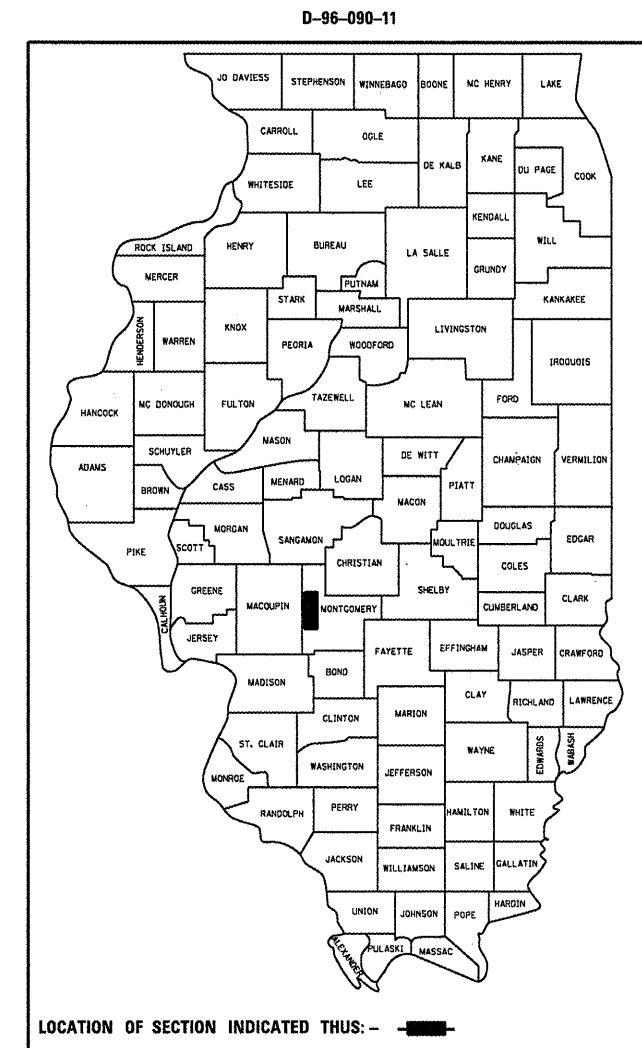 D-96-090-11
JO DAVIESS STEPHENSON WINNEBAGO BOONE MC HENRY LAKE
CARROLL OGLE
DE KALB KANE DU PAGE COOK
WHITESIDE LEE
KENDALL
ROCK ISLAND HENRY BUREAU LA SALLE GRUNDY WILL
MERCER PUTNAM
STARK MARSHALL KANKAKEE
HENDERSON WARREN KNOX PEORIA WOODFORD LIVINGSTON IROQUOIS
HANCOCK MC DONOUGH FULTON TAZEWELL MC LEAN FORD
MASON
ADAMS SCHUYLER DE WITT CHAMPAIGN VERMILION
BROWN CASS MENARD LOGAN PIATT
MACON
PIKE SCOTT MORGAN SANGAMON MOULTRIE DOUGLAS EDGAR
CHRISTIAN COLES
CALHOUN GREENE MACOUPIN MONTGOMERY SHELBY CUMBERLAND CLARK
JERSEY
MADISON BOND FAYETTE EFFINGHAM JASPER CRAWFORD
CLAY RICHLAND LAWRENCE
CLINTON MARION
ST. CLAIR WAYNE EDWARDS WABASH
MONROE WASHINGTON JEFFERSON
RANDOLPH PERRY HAMILTON WHITE
FRANKLIN
JACKSON WILLIAMSON SALINE GALLATIN
HARDIN
UNION JOHNSON POPE
ALEXANDER PULASKI MASSAC
LOCATION OF SECTION INDICATED THUS: -